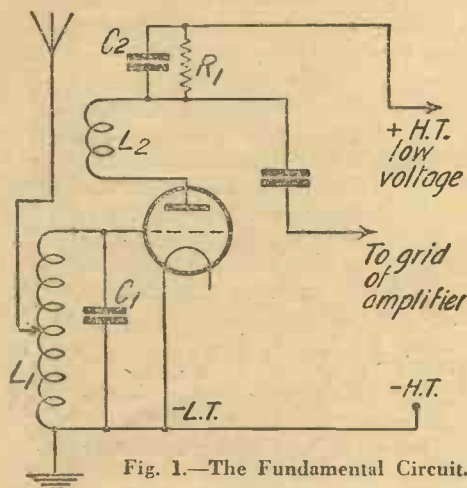 C2
R1
L2
+ H.T.
low
voltage
To grid
of
amplifier
C1
L1
-L.T.
-H.T.
Fig. 1.—The Fundamental Circuit.